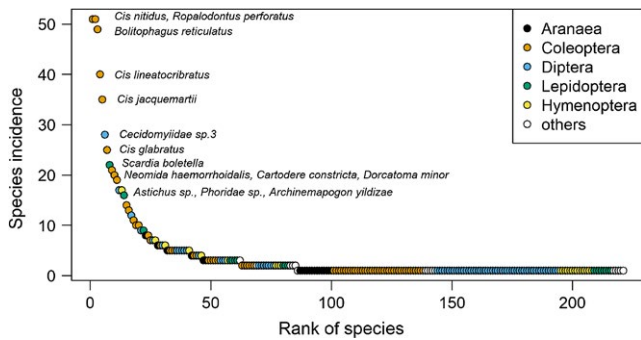 Cis nitidus, Ropalodontus perforatus
Bolitophagus reticulatus
Cis lineatocribratus
Cis jacquemartii
Cecidomyiidae sp.3
Cis glabratus
Scardia boletella
Neomida haemorrhoidalis, Cartodere constricta, Dorcatoma minor
Astichus sp., Phoridae sp., Archinemapogon yildizae
Aranaea
Coleoptera
Diptera
Lepidoptera
Hymenoptera
others
Species incidence
50
40
30
20
10
0
0
50
100
150
200
Rank of species